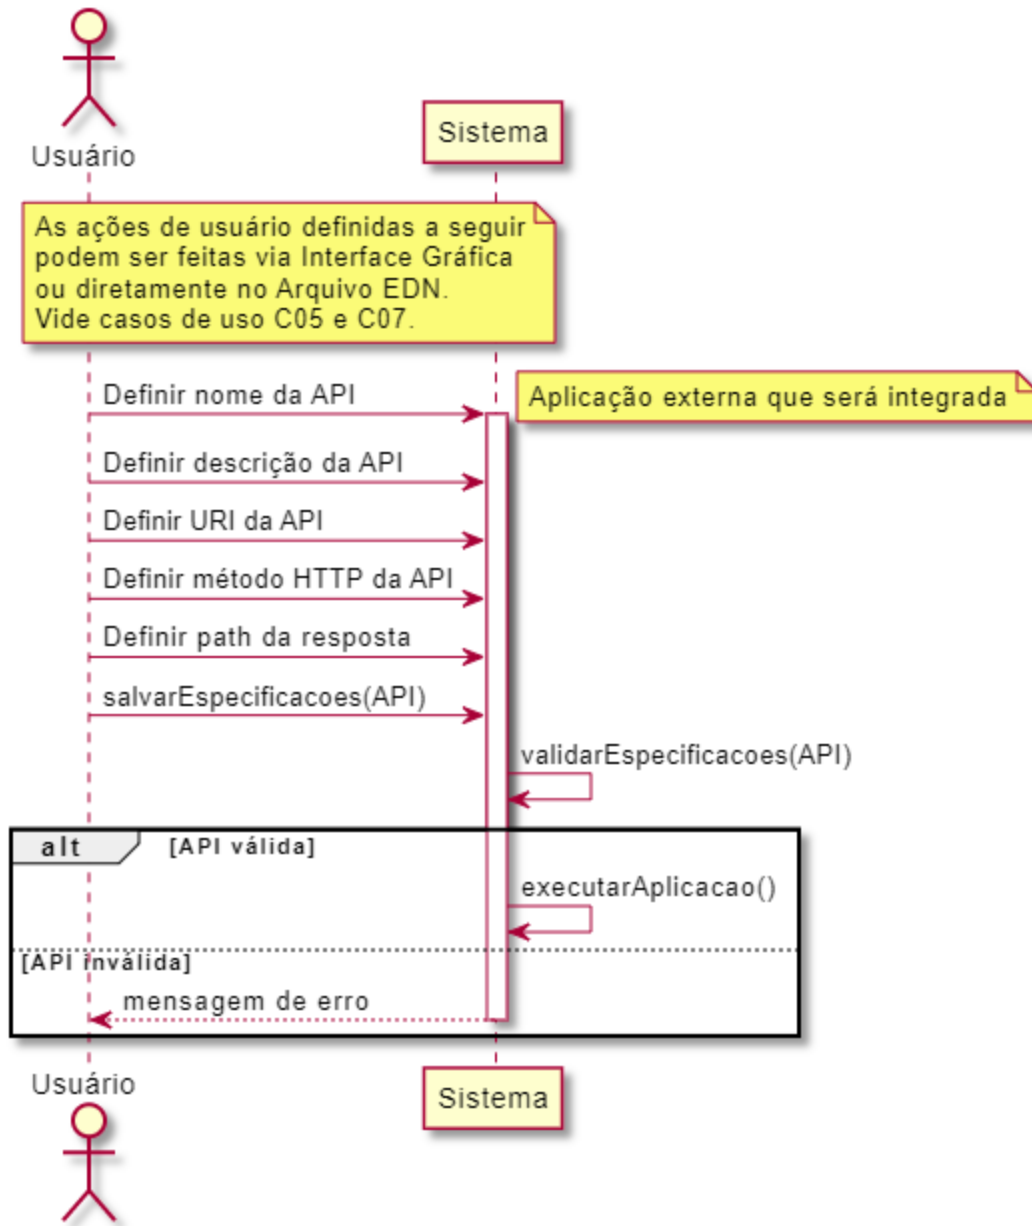 Usuário
Sistema
As ações de usuário definidas a seguir
podem ser feitas via Interface Gráfica
ou diretamente no Arquivo EDN.
Vide casos de uso C05 e C07.
Definir nome da API
Aplicação externa que será integrada
Definir descrição da API
Definir URI da API
Definir método HTTP da API
Definir path da resposta
salvarEspecificacoes(API)
validarEspecificacoes(API)
alt
[API válida]
executarAplicacao()
[API inválida]
mensagem de erro
Usuário
Sistema